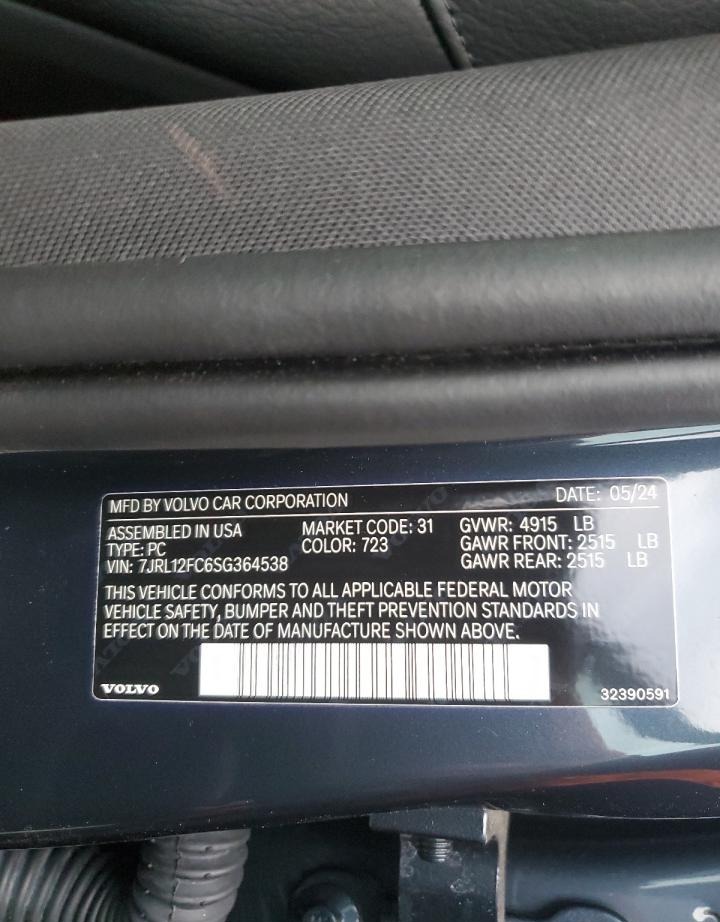 MFD BY VOLVO CAR CORPORATION DATE: 05/24
ASSEMBLED IN USA MARKET CODE: 31 GVWR: 4915 LB
TYPE: PC COLOR: 723 GAWR FRONT: 2515 LB
VIN: 7JRL12FC6SG364538 GAWR REAR: 2515 LB
THIS VEHICLE CONFORMS TO ALL APPLICABLE FEDERAL MOTOR
VEHICLE SAFETY, BUMPER AND THEFT PREVENTION STANDARDS IN
EFFECT ON THE DATE OF MANUFACTURE SHOWN ABOVE.
VOLVO 32390591